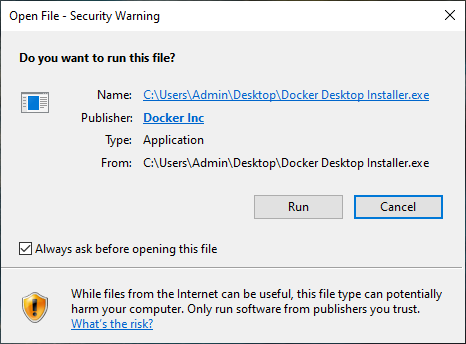 Open File - Security Warning
Do you want to run this file?
Name: C:\Users\Admin\Desktop\Docker Desktop Installer.exe
Publisher: Docker Inc
Type: Application
From: C:\Users\Admin\Desktop\Docker Desktop Installer.exe
Run Cancel
Always ask before opening this file
While files from the Internet can be useful, this file type can potentially
harm your computer. Only run software from publishers you trust.
What's the risk?